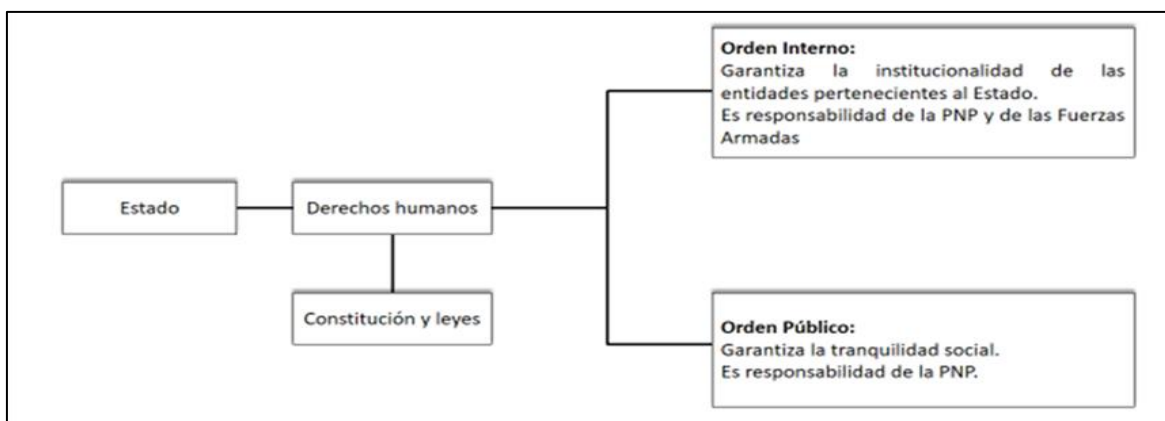 Orden Interno:
Garantiza la institucionalidad de las
entidades pertenecientes al Estado.
Es responsabilidad de la PNP y de las Fuerzas
Armadas
Estado
Derechos humanos
Constitución y leyes
Orden Público:
Garantiza la tranquilidad social.
Es responsabilidad de la PNP.